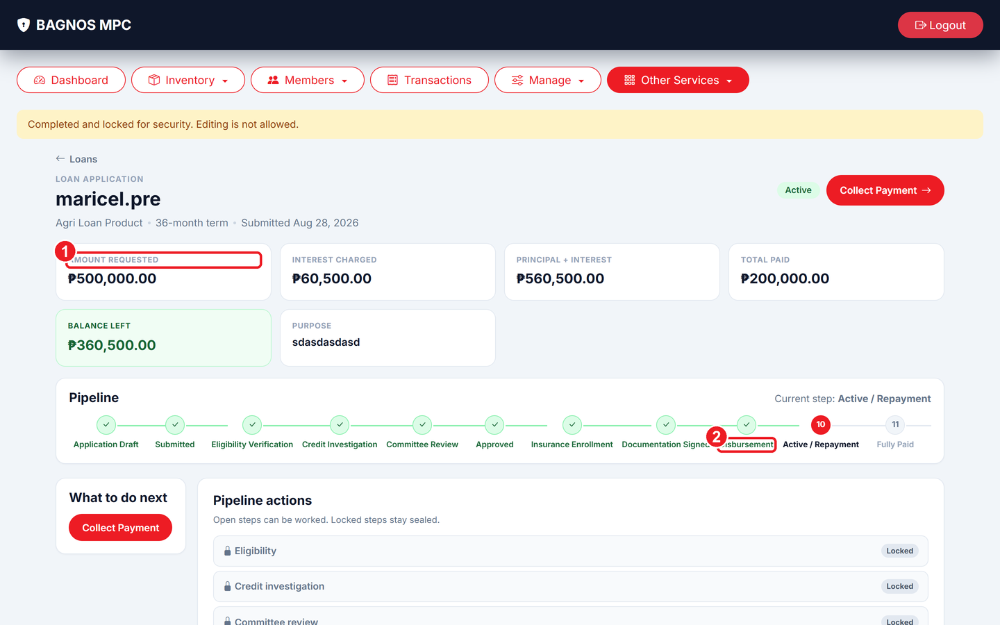 BAGNOS MPC
Logout
Dashboard
Inventory
Members
Transactions
Manage
Other Services
Completed and locked for security. Editing is not allowed.
← Loans
LOAN APPLICATION
maricel.pre
Active
Collect Payment →
Agri Loan Product • 36-month term • Submitted Aug 28, 2026
1
MOUNT REQUESTED
₱500,000.00
INTEREST CHARGED
₱60,500.00
PRINCIPAL + INTEREST
₱560,500.00
TOTAL PAID
₱200,000.00
BALANCE LEFT
₱360,500.00
PURPOSE
sdasdasdasd
Pipeline
Current step: Active / Repayment
10
11
Application Draft
Submitted
Eligibility Verification
Credit Investigation
Committee Review
Approved
Insurance Enrollment
Documentation Signed
2
isbursement
Active / Repayment
Fully Paid
What to do next
Collect Payment
Pipeline actions
Open steps can be worked. Locked steps stay sealed.
Eligibility
Locked
Credit investigation
Locked
Committee review
Locked